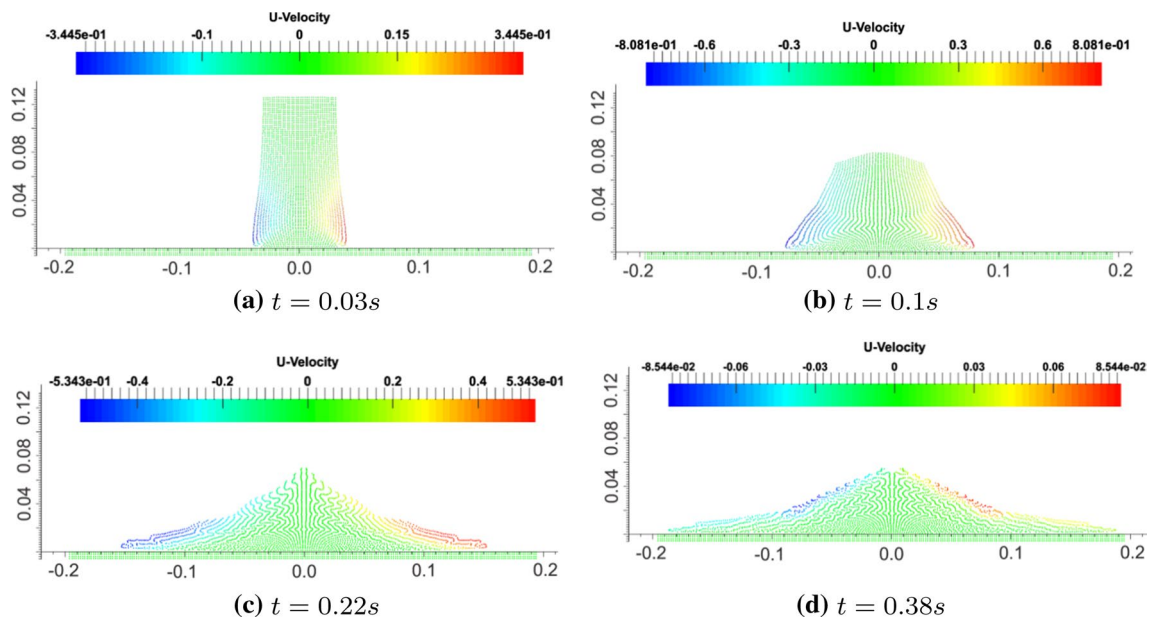 U-Velocity
-3.445e-01 -0.1 0 0.15 3.445e-01
0.12
0.08
0.04
-0.2 -0.1 0.0 0.1 0.2
(a) t = 0.03s
U-Velocity
-8.081e-01 -0.6 -0.3 0 0.3 0.6 8.081e-01
0.12
0.08
0.04
-0.2 -0.1 0.0 0.1 0.2
(b) t = 0.1s
U-Velocity
-5.343e-01 -0.4 -0.2 0 0.2 0.4 5.343e-01
0.12
0.08
0.04
-0.2 -0.1 0.0 0.1 0.2
(c) t = 0.22s
U-Velocity
-8.544e-02 -0.06 -0.03 0 0.03 0.06 8.544e-02
0.12
0.08
0.04
-0.2 -0.1 0.0 0.1 0.2
(d) t = 0.38s